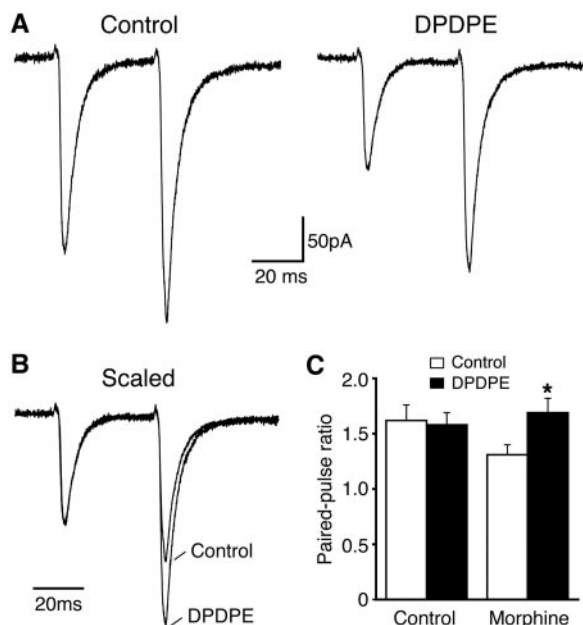 A
Control
DPDPE
50pA
20 ms
B
Scaled
Control
DPDPE
20ms
C
Control
DPDPE
*
Paired-pulse ratio
2.0
1.5
1.0
0.5
0
Control
Morphine